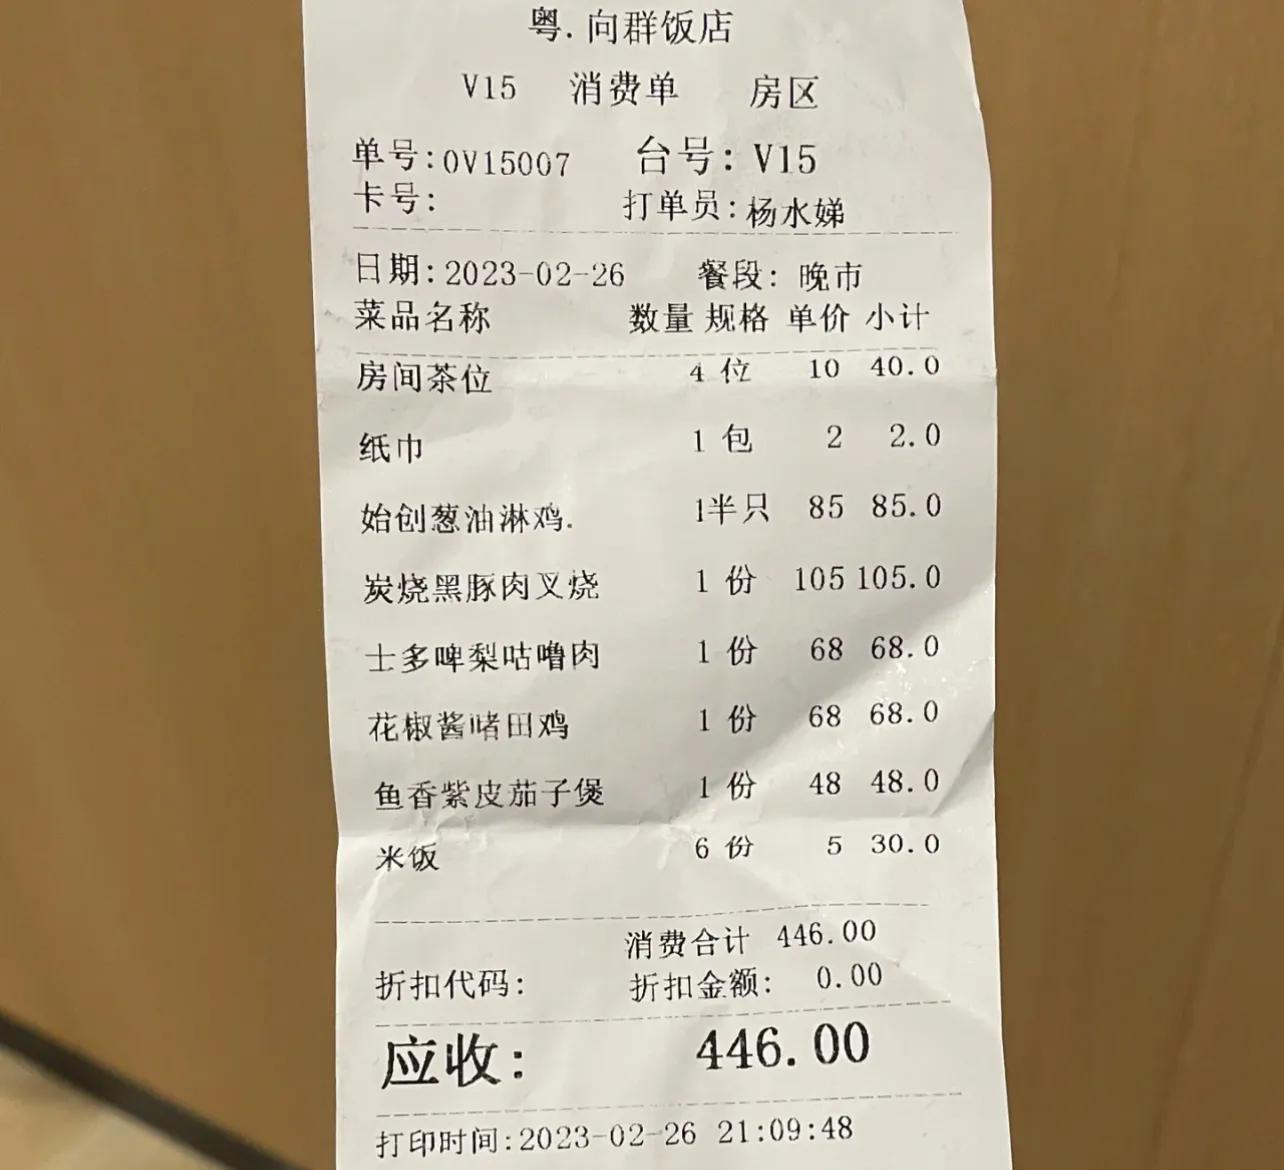 粤.向群饭店
V15 消费单 房区
单号:0V15007 台号:V15
卡号: 打单员:杨水娣
日期:2023-02-26 餐段:晚市
菜品名称 数量 规格 单价 小计
房间茶位 4 位 10 40.0
纸巾 1 包 2 2.0
始创葱油淋鸡. 1半只 85 85.0
炭烧黑豚肉叉烧 1 份 105 105.0
士多啤梨咕噜肉 1 份 68 68.0
花椒酱啫田鸡 1 份 68 68.0
鱼香紫皮茄子煲 1 份 48 48.0
米饭 6 份 5 30.0
消费合计 446.00
折扣代码: 折扣金额: 0.00
应收: 446.00
打印时间:2023-02-26 21:09:48